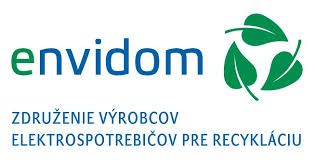 envidom
ZDRUŽENIE VÝROBCOV
ELEKTROSPOTREBIČOV PRE RECYKLÁCIU